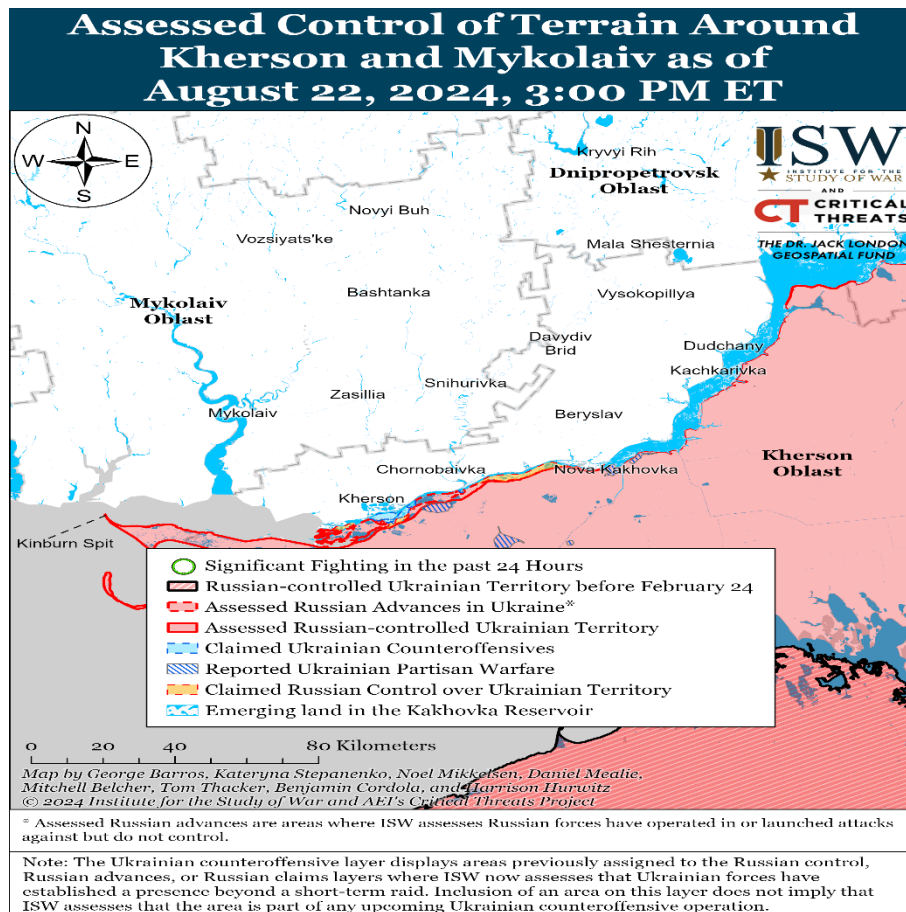 Assessed Control of Terrain Around
Kherson and Mykolaiv as of
August 22, 2024, 3:00 PM ET
N
W
E
S
ISW
INSTITUTE FOR THE
STUDY OF WAR
AND
CT CRITICAL
THREATS
THE DR. JACK LONDON
GEOSPATIAL FUND
Kryvyi Rih
Dnipropetrovsk
Oblast
Novyi Buh
Vozsiyats'ke
Mala Shesternia
Bashtanka
Vysokopillya
Mykolaiv
Oblast
Davydiv
Brid
Dudchany
Kachkarivka
Snihurivka
Zasillia
Mykolaiv
Beryslav
Kherson
Oblast
Chornobaivka
Nova Kakhovka
Kherson
Kinburn Spit
Significant Fighting in the past 24 Hours
Russian-controlled Ukrainian Territory before February 24
Assessed Russian Advances in Ukraine*
Assessed Russian-controlled Ukrainian Territory
Claimed Ukrainian Counteroffensives
Reported Ukrainian Partisan Warfare
Claimed Russian Control over Ukrainian Territory
Emerging land in the Kakhovka Reservoir
0 20 40 80 Kilometers
Map by George Barros, Kateryna Stepanenko, Noel Mikkelsen, Daniel Mealie,
Mitchell Belcher, Tom Thacker, Benjamin Cordola, and Harrison Hurwitz
© 2024 Institute for the Study of War and AEI's Critical Threats Project
* Assessed Russian advances are areas where ISW assesses Russian forces have operated in or launched attacks
against but do not control.
Note: The Ukrainian counteroffensive layer displays areas previously assigned to the Russian control,
Russian advances, or Russian claims layers where ISW now assesses that Ukrainian forces have
established a presence beyond a short-term raid. Inclusion of an area on this layer does not imply that
ISW assesses that the area is part of any upcoming Ukrainian counteroffensive operation.